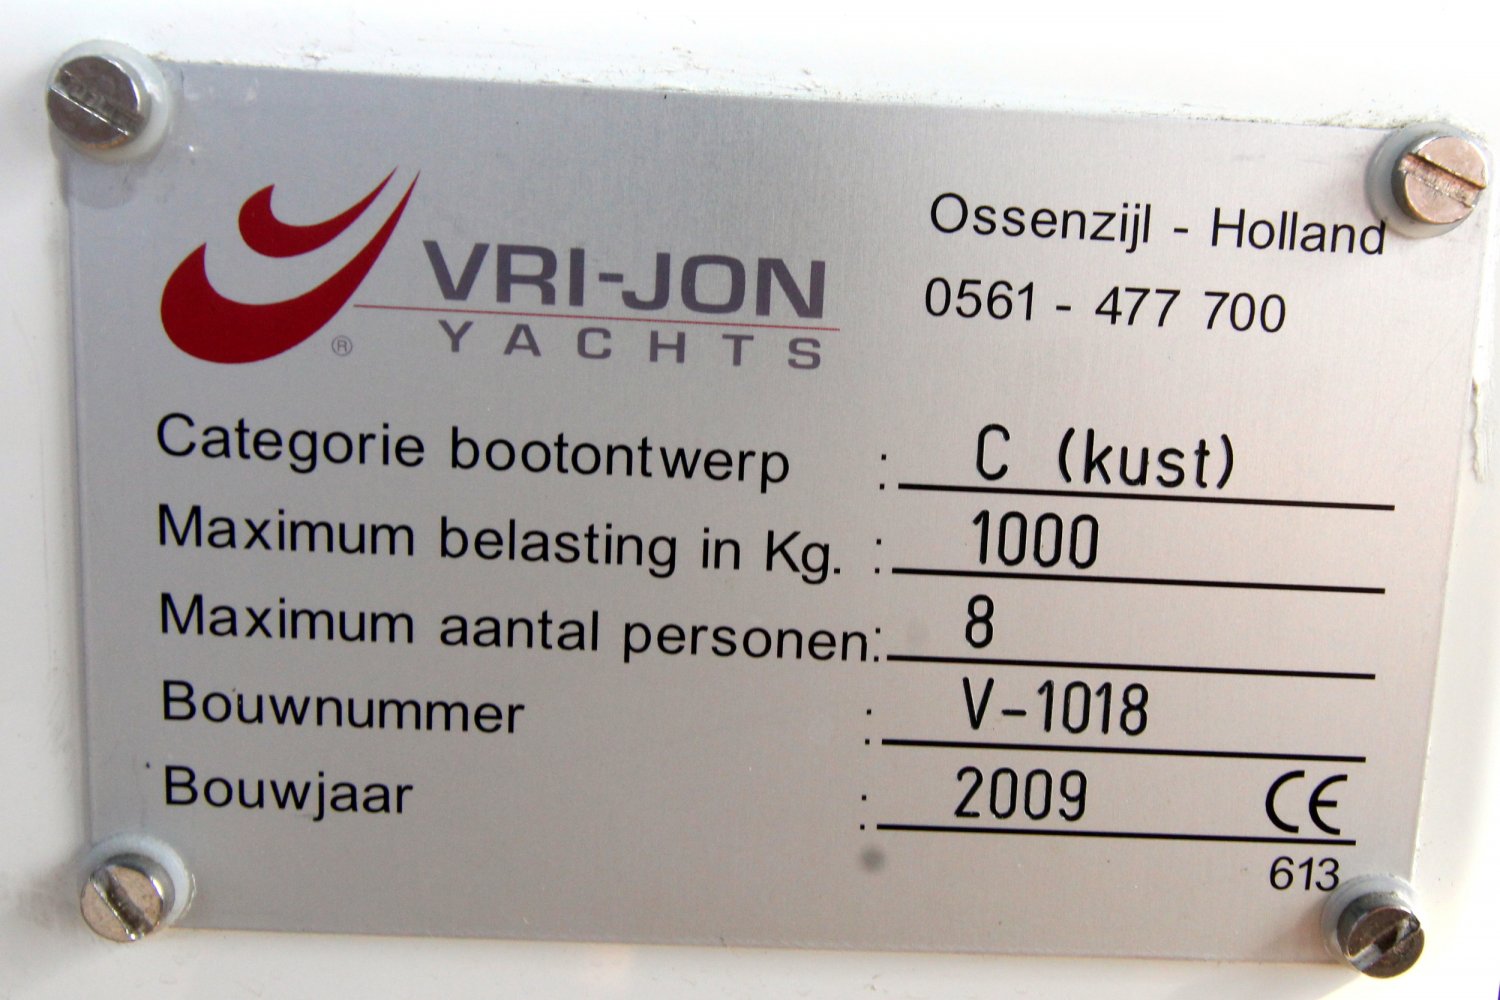 VRI-JON
YACHTS
®
Ossenzijl - Holland
0561 - 477 700
Categorie bootontwerp : C (kust)
Maximum belasting in Kg. : 1000
Maximum aantal personen: 8
Bouwnummer : V-1018
Bouwjaar : 2009 CE
613